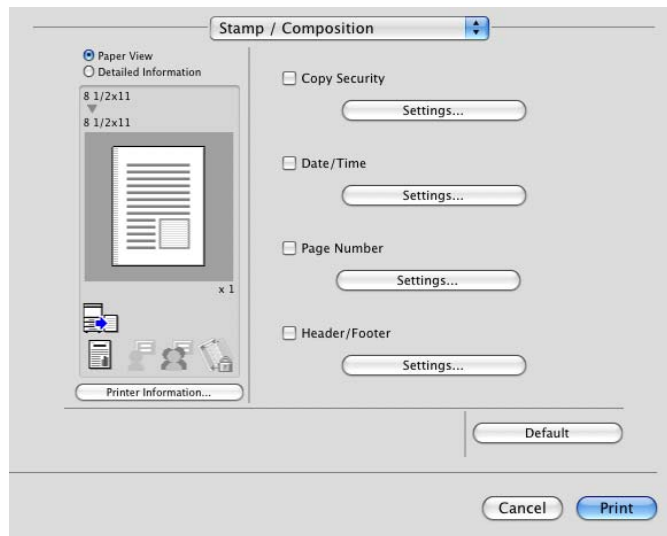 Stamp / Composition
Paper View
Detailed Information
8 1/2x11
8 1/2x11
x 1
Printer Information...
Copy Security
Settings...
Date/Time
Settings...
Page Number
Settings...
Header/Footer
Settings...
Default
Cancel
Print